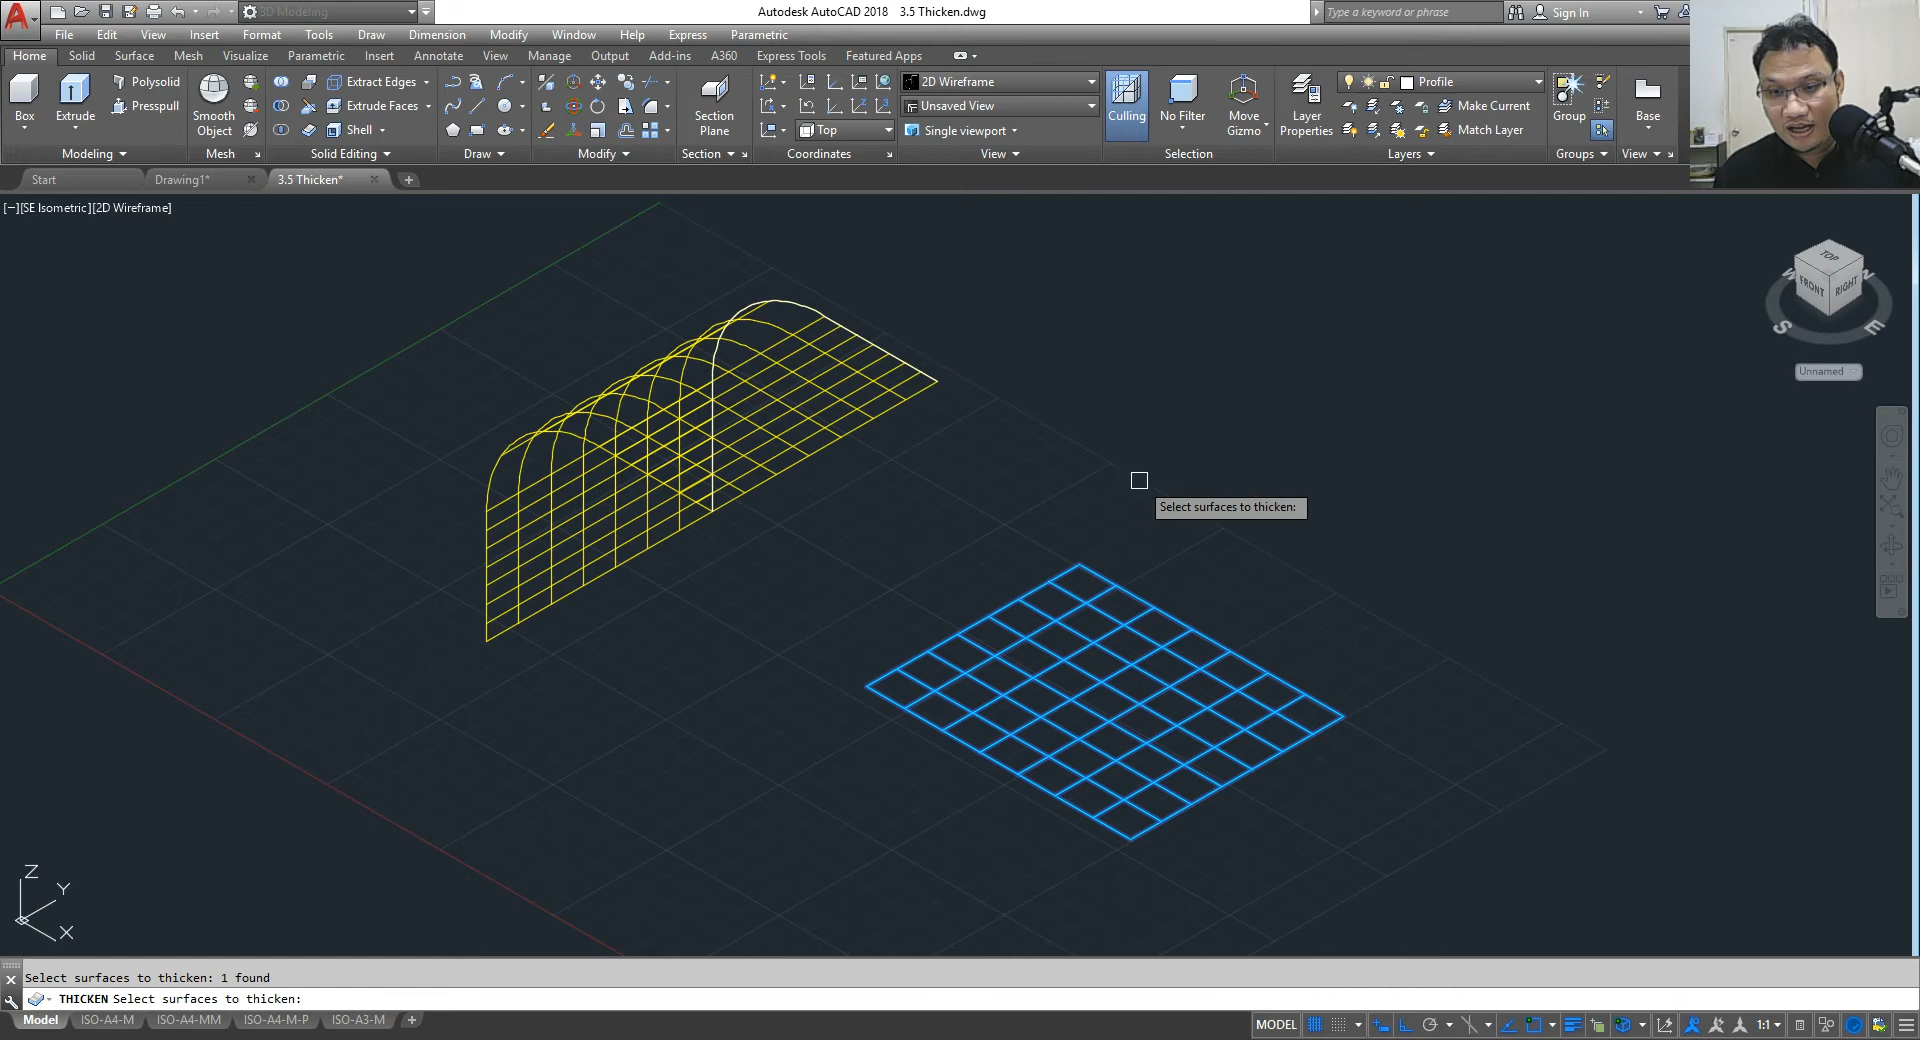 3D Modeling
Autodesk AutoCAD 2018 3.5 Thicken.dwg
Type a keyword or phrase
Sign In
File Edit View Insert Format Tools Draw Dimension Modify Window Help Express Parametric
Home Solid Surface Mesh Visualize Parametric Insert Annotate View Manage Output Add-ins A360 Express Tools Featured Apps
Polysolid Extract Edges 2D Wireframe Profile
Presspull Extrude Faces Unsaved View Make Current
Box Extrude Smooth Object Shell Section Plane Top Single viewport Culling No Filter Move Gizmo Layer Properties Match Layer Group Base
Modeling Mesh Solid Editing Draw Modify Section Coordinates View Selection Layers Groups View
Start Drawing1* 3.5 Thicken*
[−][SE Isometric][2D Wireframe]
TOP
FRONT RIGHT
W N
S E
Unnamed
Select surfaces to thicken:
Z
Y
X
Select surfaces to thicken: 1 found
THICKEN Select surfaces to thicken:
Model ISO-A4-M ISO-A4-MM ISO-A4-M-P ISO-A3-M
MODEL 1:1